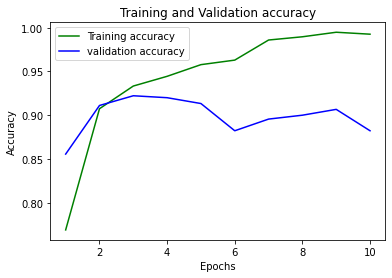 Training and Validation accuracy
Training accuracy
validation accuracy
1.00
0.95
0.90
0.85
0.80
Accuracy
2 4 6 8 10
Epochs